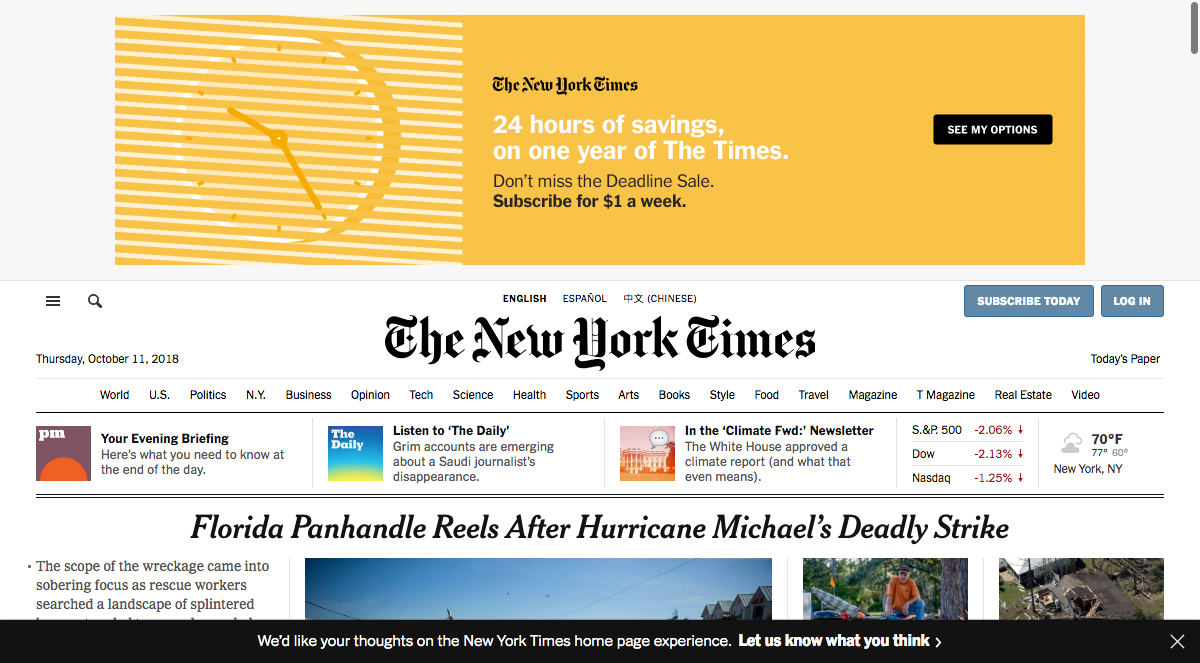 The New York Times
24 hours of savings,
on one year of The Times.
Don't miss the Deadline Sale.
Subscribe for $1 a week.
SEE MY OPTIONS
ENGLISH ESPAÑOL 中文 (CHINESE)
SUBSCRIBE TODAY LOG IN
The New York Times
Thursday, October 11, 2018
Today's Paper
World U.S. Politics N.Y. Business Opinion Tech Science Health Sports Arts Books Style Food Travel Magazine T Magazine Real Estate Video
pm
Your Evening Briefing
Here's what you need to know at
the end of the day.
The
Daily
Listen to 'The Daily'
Grim accounts are emerging
about a Saudi journalist's
disappearance.
In the 'Climate Fwd:' Newsletter
The White House approved a
climate report (and what that
even means).
S.&P. 500 -2.06% ↓
Dow -2.13% ↓
Nasdaq -1.25% ↓
70°F
77° 60°
New York, NY
Florida Panhandle Reels After Hurricane Michael's Deadly Strike
▪ The scope of the wreckage came into
sobering focus as rescue workers
searched a landscape of splintered
We'd like your thoughts on the New York Times home page experience. Let us know what you think ›